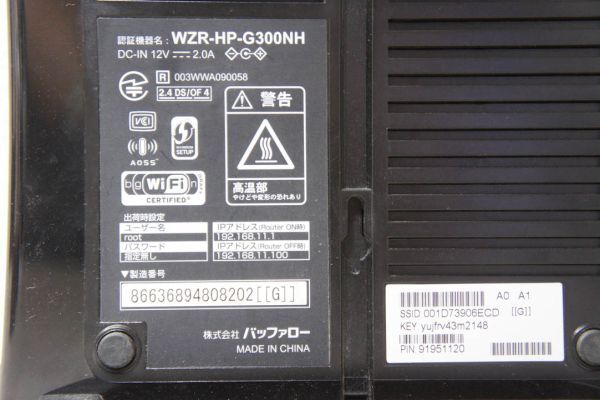 認証機器名: WZR-HP-G300NH
DC-IN 12V 2.0A
R 003WWA090058
2.4 DS/OF 4
警告
VCCI
SETUP
AOSS
高温部
やけどや変形の恐れあり
bg WiFi n
CERTIFIED
出荷時設定
ユーザー名 IPアドレス(Router ON時)
root 192.168.11.1
パスワード IPアドレス(Router OFF時)
指定無し 192.168.11.100
▼製造番号
86636894808202[[G]]
株式会社 バッファロー
MADE IN CHINA
A0 A1
SSID 001D73906ECD [[G]]
KEY yujfrv43m2148
PIN 91951120